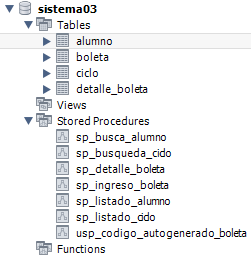 sistema03
Tables
alumno
boleta
ciclo
detalle_boleta
Views
Stored Procedures
sp_busca_alumno
sp_busqueda_cido
sp_detalle_boleta
sp_ingreso_boleta
sp_listado_alumno
sp_listado_cido
usp_codigo_autogenerado_boleta
Functions